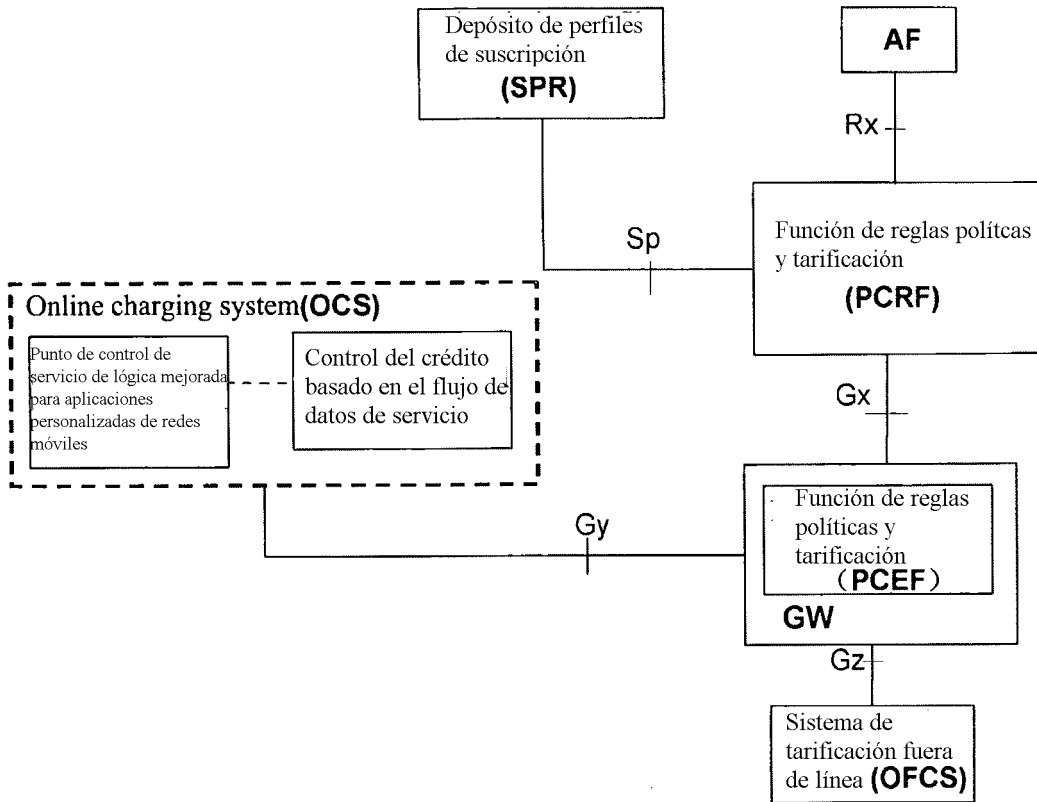 Depósito de perfiles
de suscripción
(SPR)
AF
Rx
Sp
Función de reglas polítcas
y tarificación
(PCRF)
Online charging system(OCS)
Punto de control de
servicio de lógica mejorada
para aplicaciones
personalizadas de redes
móviles
Control del crédito
basado en el flujo de
datos de servicio
Gx
Gy
Función de reglas
políticas y
tarificación
(PCEF)
GW
Gz
Sistema de
tarificación fuera
de línea (OFCS)